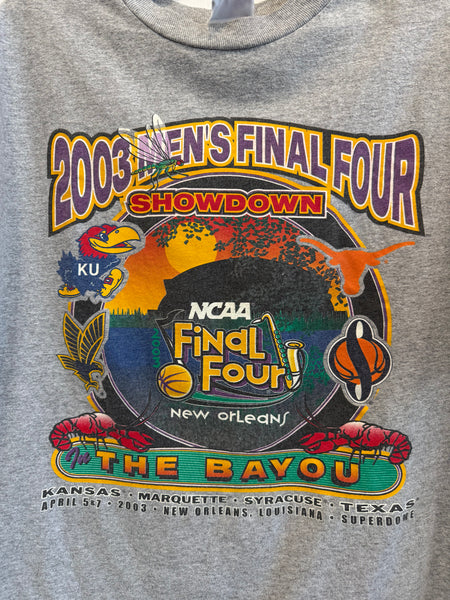 2003 MEN'S FINAL FOUR
SHOWDOWN
KU
NCAA
Final
Four
New Orleans
In THE BAYOU
KANSAS · MARQUETTE · SYRACUSE · TEXAS
APRIL 5&7 · 2003 · NEW ORLEANS, LOUISIANA · SUPERDOME